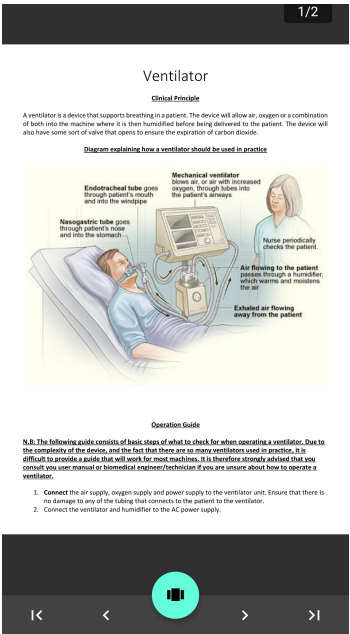 1/2
Ventilator
Clinical Principle
A ventilator is a device that supports breathing in a patient. The device will allow air, oxygen or a combination
of both into the machine where it is then humidified before being delivered to the patient. The device will
also have some sort of valve that opens to ensure the expiration of carbon dioxide.
Diagram explaining how a ventilator should be used in practice
Mechanical ventilator
blows air, or air with increased
oxygen, through tubes into
the patient's airways
Endotracheal tube goes
through patient's mouth
and into the windpipe
Nasogastric tube goes
through patient's nose
and into the stomach
Nurse periodically
checks the patient.
Air flowing to the patient
passes through a humidifier,
which warms and moistens
the air
Exhaled air flowing
away from the patient
Operation Guide
N.B: The following guide consists of basic steps of what to check for when operating a ventilator. Due to
the complexity of the device, and the fact that there are so many ventilators used in practice, it is
difficult to provide a guide that will work for most machines. It is therefore strongly advised that you
consult you user manual or biomedical engineer/technician if you are unsure about how to operate a
ventilator.
1. Connect the air supply, oxygen supply and power supply to the ventilator unit. Ensure that there is
no damage to any of the tubing that connects to the patient to the ventilator.
2. Connect the ventilator and humidifier to the AC power supply.